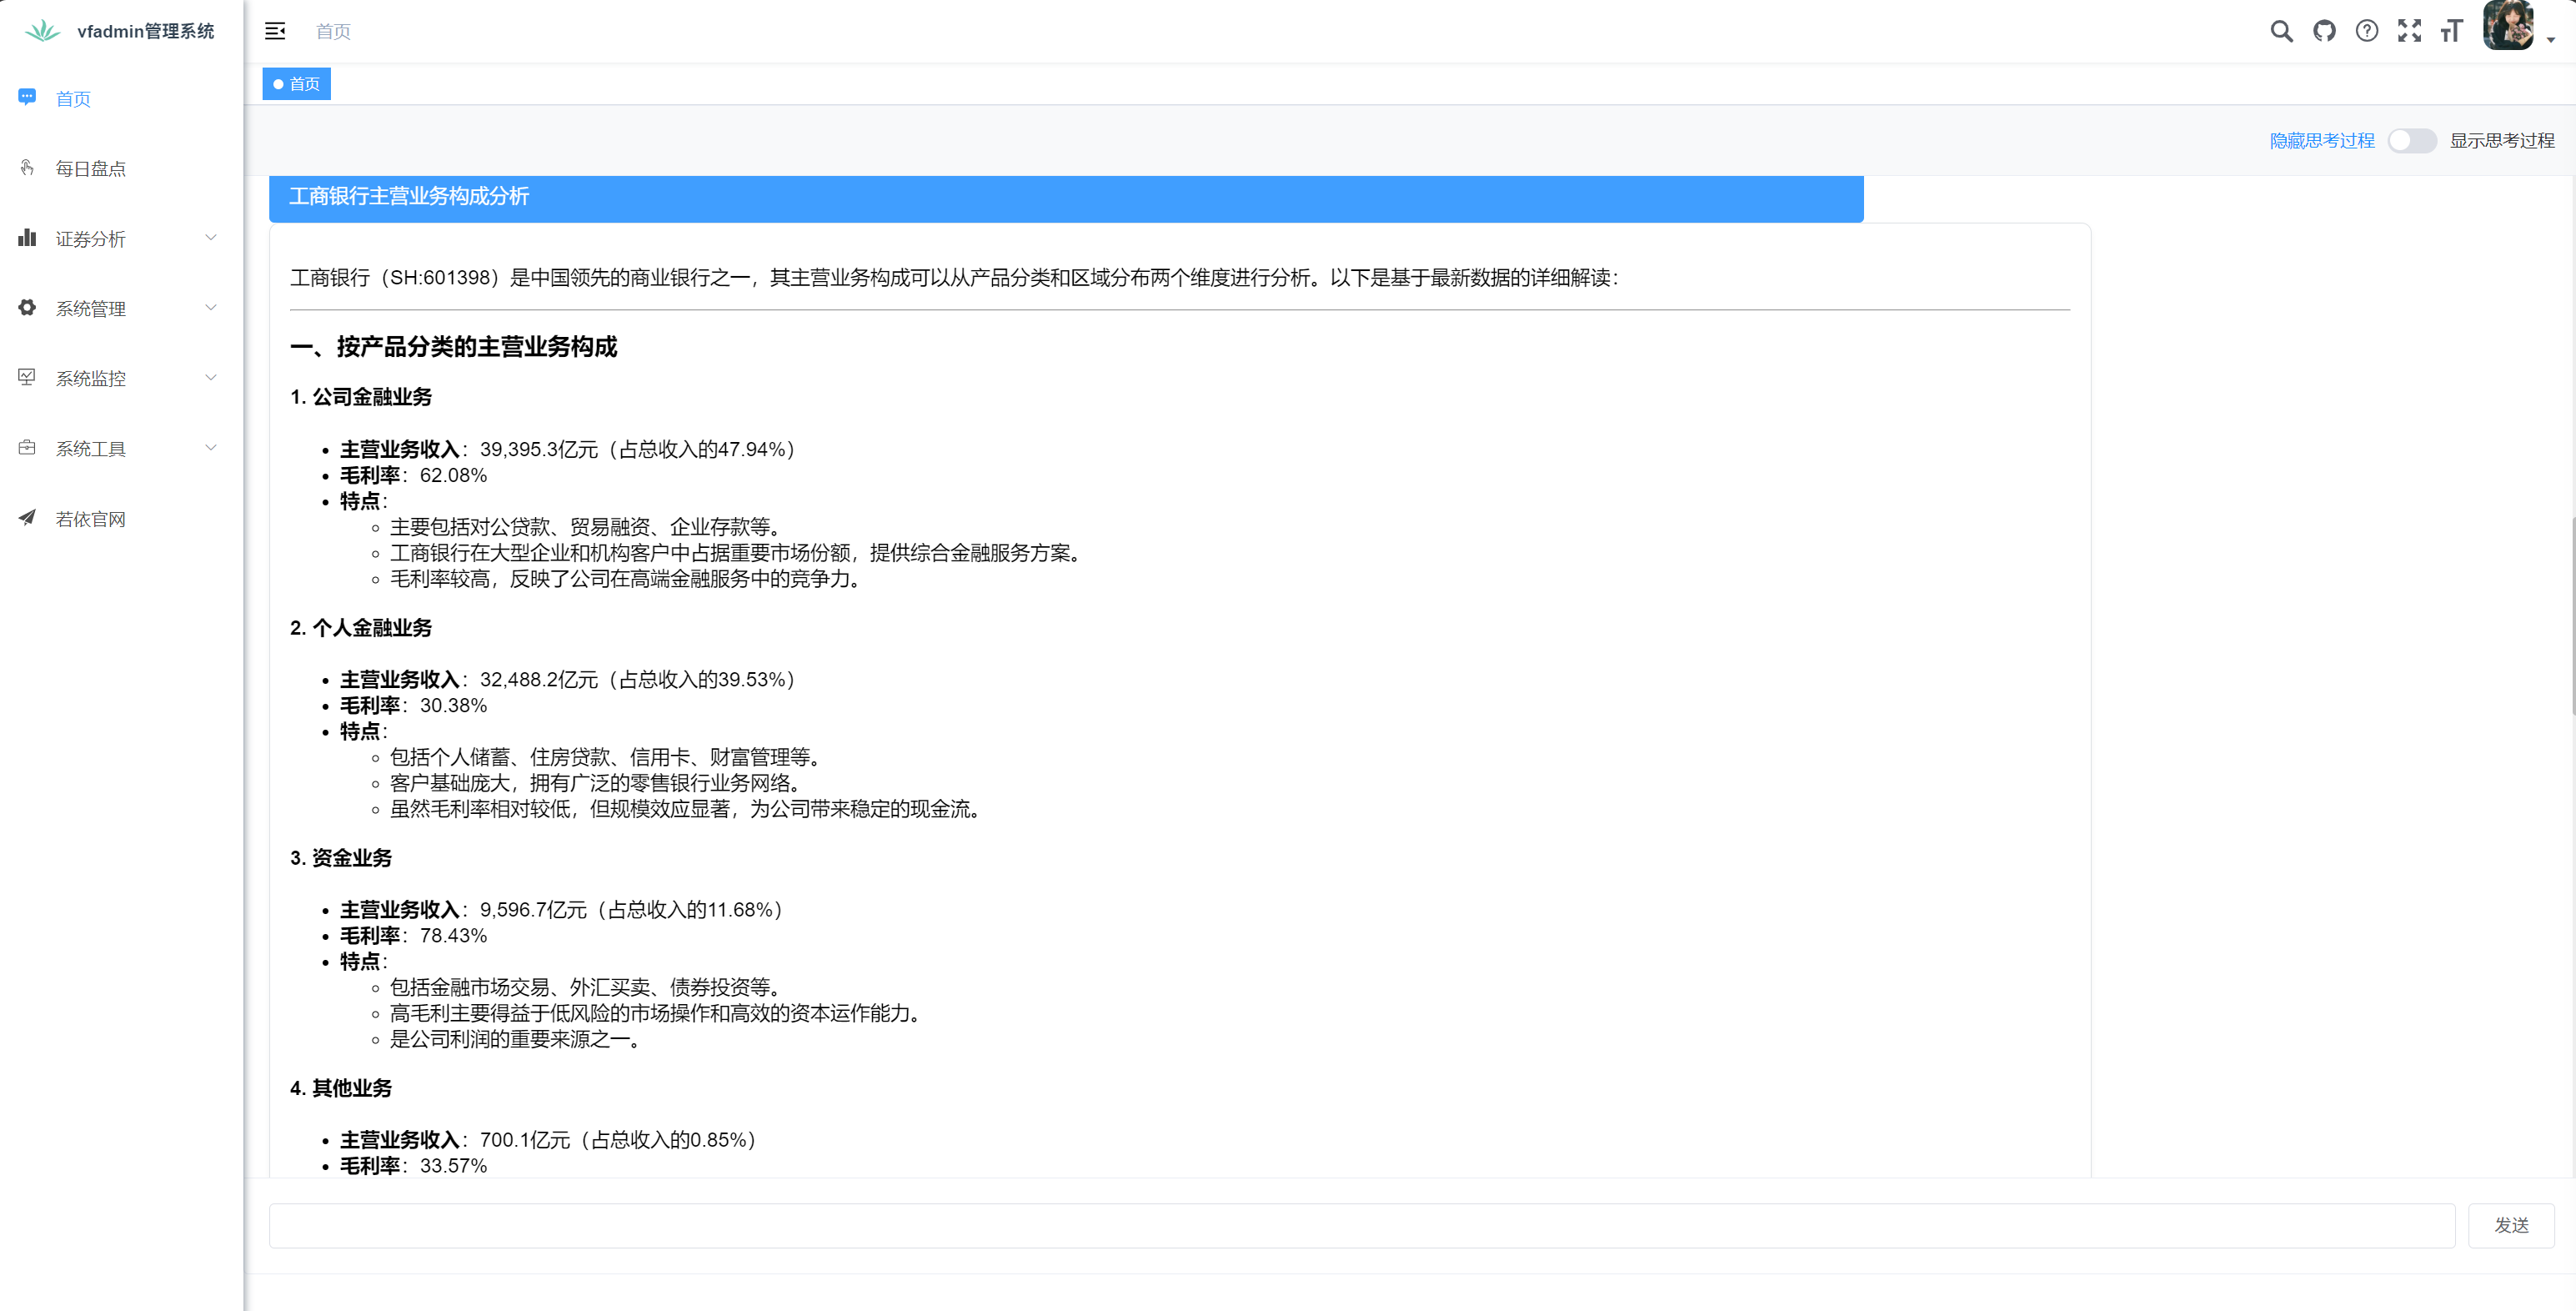 vfadmin管理系统
首页
每日盘点
证券分析
系统管理
系统监控
系统工具
若依官网
首页
首页
隐藏思考过程 显示思考过程
工商银行主营业务构成分析
工商银行（SH:601398）是中国领先的商业银行之一，其主营业务构成可以从产品分类和区域分布两个维度进行分析。以下是基于最新数据的详细解读：
一、按产品分类的主营业务构成
1. 公司金融业务
• 主营业务收入：39,395.3亿元（占总收入的47.94%）
• 毛利率：62.08%
• 特点：
◦ 主要包括对公贷款、贸易融资、企业存款等。
◦ 工商银行在大型企业和机构客户中占据重要市场份额，提供综合金融服务方案。
◦ 毛利率较高，反映了公司在高端金融服务中的竞争力。
2. 个人金融业务
• 主营业务收入：32,488.2亿元（占总收入的39.53%）
• 毛利率：30.38%
• 特点：
◦ 包括个人储蓄、住房贷款、信用卡、财富管理等。
◦ 客户基础庞大，拥有广泛的零售银行业务网络。
◦ 虽然毛利率相对较低，但规模效应显著，为公司带来稳定的现金流。
3. 资金业务
• 主营业务收入：9,596.7亿元（占总收入的11.68%）
• 毛利率：78.43%
• 特点：
◦ 包括金融市场交易、外汇买卖、债券投资等。
◦ 高毛利主要得益于低风险的市场操作和高效的资本运作能力。
◦ 是公司利润的重要来源之一。
4. 其他业务
• 主营业务收入：700.1亿元（占总收入的0.85%）
• 毛利率：33.57%
发送